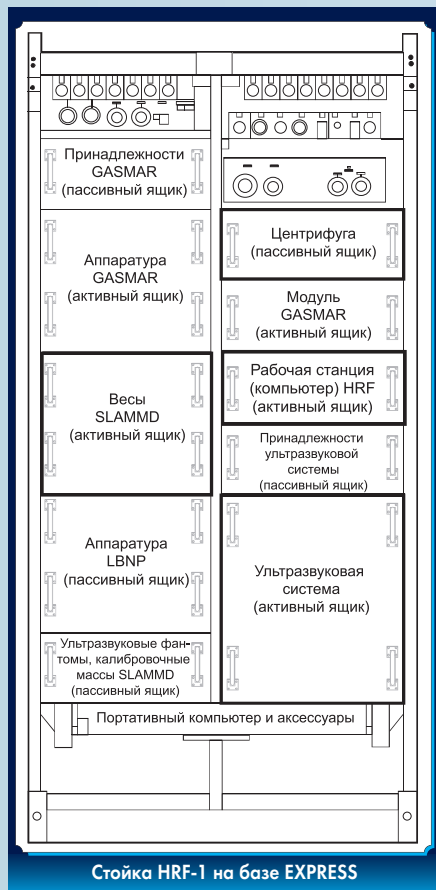 Принадлежности
GASMAR
(пассивный ящик)
Аппаратура
GASMAR
(активный ящик)
Весы
SLAMMD
(активный ящик)
Аппаратура
LBNP
(пассивный ящик)
Ультразвуковые фан-
томы, калибровочные
массы SLAMMD
(пассивный ящик)
Центрифуга
(пассивный ящик)
Модуль
GASMAR
(активный ящик)
Рабочая станция
(компьютер) HRF
(активный ящик)
Принадлежности
ультразвуковой
системы
(пассивный ящик)
Ультразвуковая
система
(активный ящик)
Портативный компьютер и аксессуары
Стойка HRF-1 на базе EXPRESS